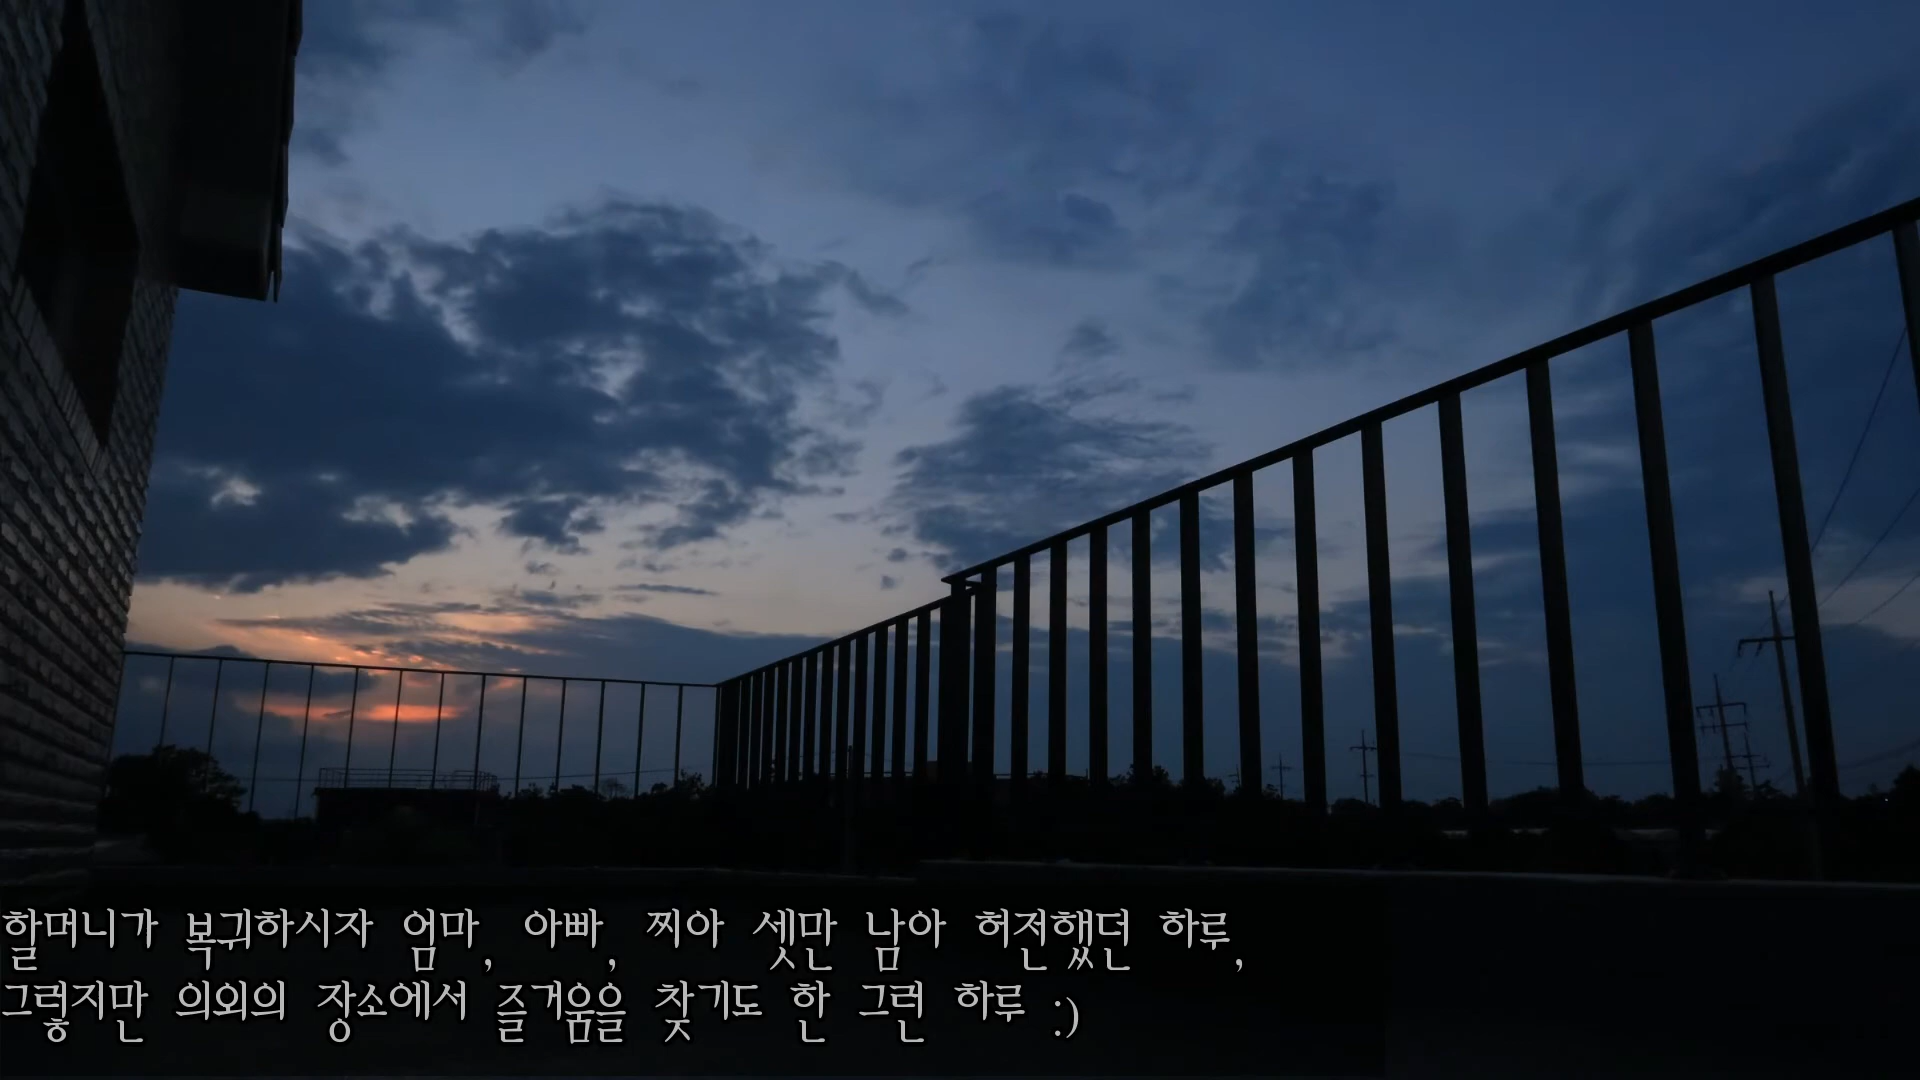 할머니가 복귀하시자 엄마, 아빠, 찌아 셋만 남아 허전했던 하루,
그렇지만 의외의 장소에서 즐거움을 찾기도 한 그런 하루 :)